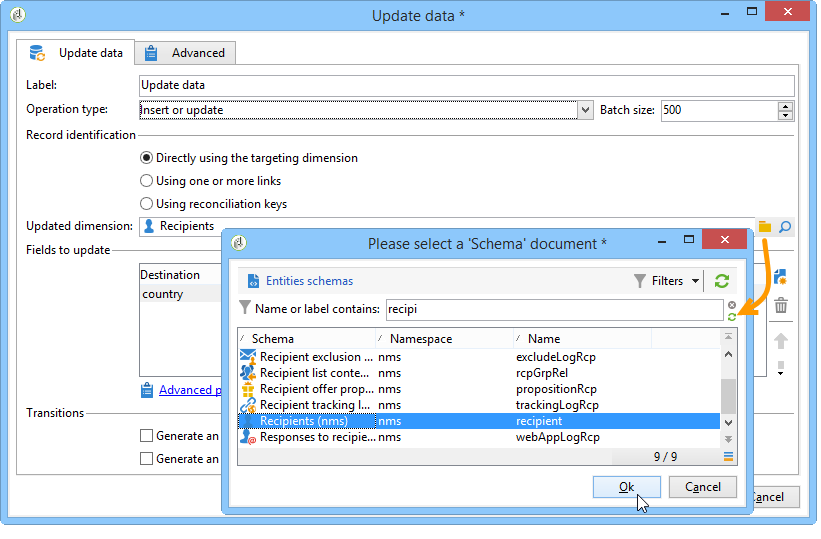 Update data *
Update data
Advanced
Label:
Update data
Operation type:
Insert or update
Batch size:
500
Record identification
Directly using the targeting dimension
Using one or more links
Using reconciliation keys
Updated dimension:
Recipients
Fields to update
Destination
country
Advanced p
Transitions
Generate an
Generate an
Please select a 'Schema' document *
Entities schemas
Filters
Name or label contains:
recipi
Schema Namespace Name
Recipient exclusion ... nms excludeLogRcp
Recipient list conte... nms rcpGrpRel
Recipient offer prop... nms propositionRcp
Recipient tracking l... nms trackingLogRcp
Recipients (nms) nms recipient
Responses to recipie... nms webAppLogRcp
9 / 9
Ok
Cancel
ancel